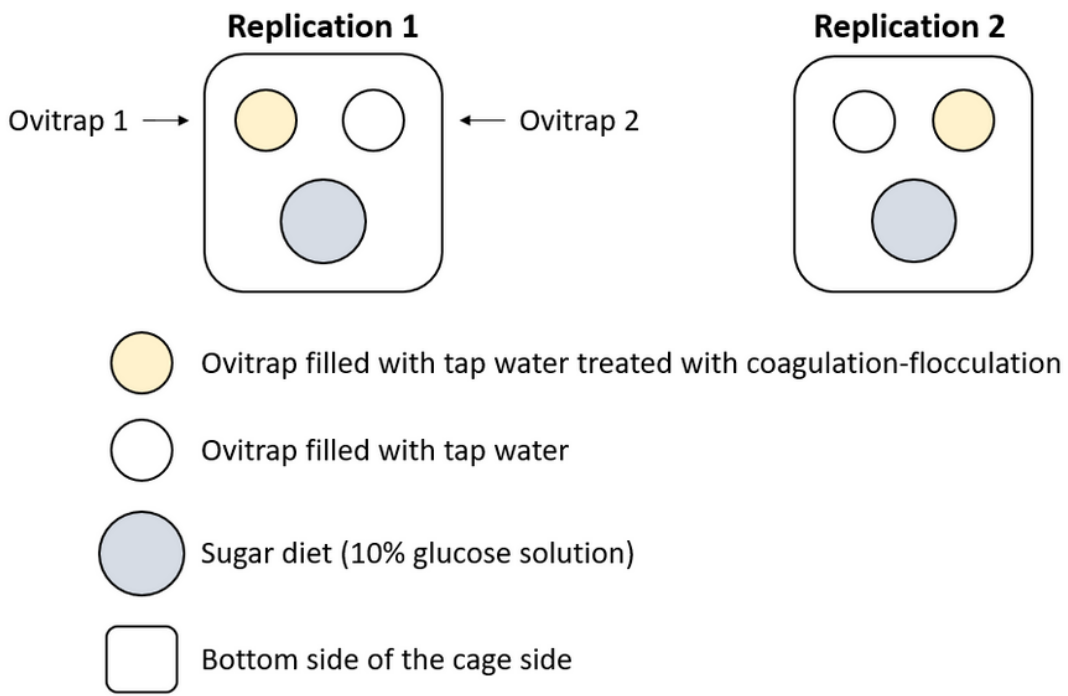 Replication 1
Replication 2
Ovitrap 1
Ovitrap 2
Ovitrap filled with tap water treated with coagulation-flocculation
Ovitrap filled with tap water
Sugar diet (10% glucose solution)
Bottom side of the cage side